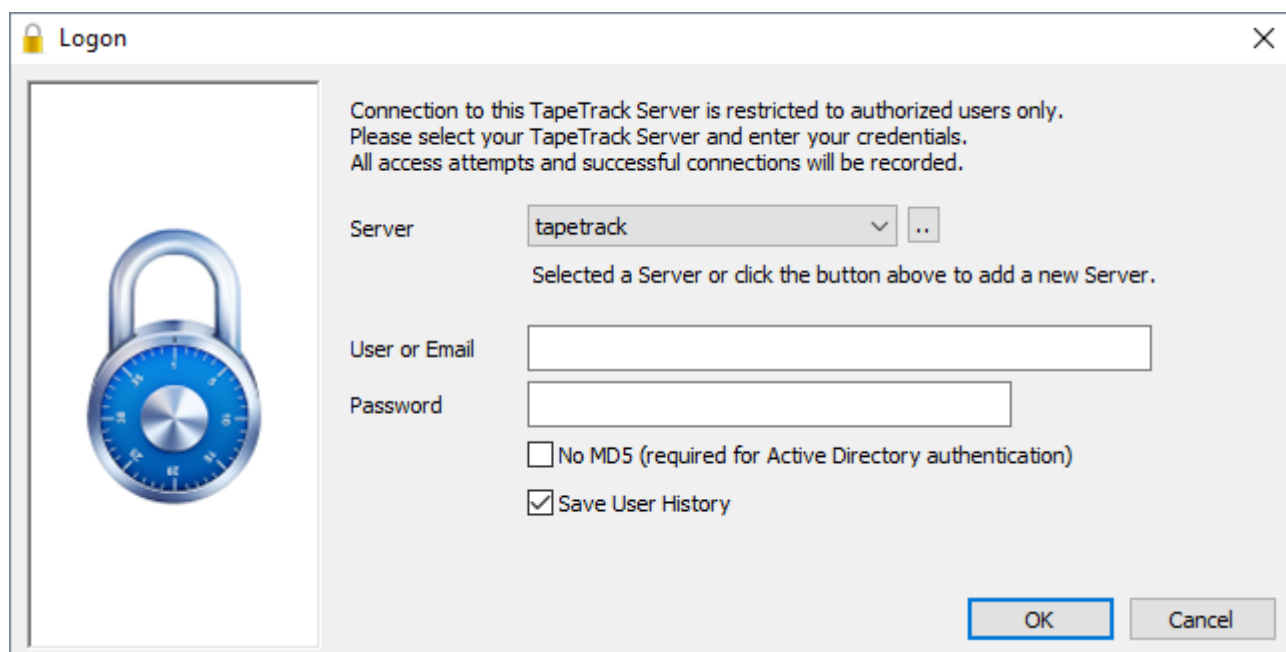 Logon
Connection to this TapeTrack Server is restricted to authorized users only.
Please select your TapeTrack Server and enter your credentials.
All access attempts and successful connections will be recorded.
Server
tapetrack
..
Selected a Server or click the button above to add a new Server.
User or Email
Password
No MD5 (required for Active Directory authentication)
Save User History
OK
Cancel